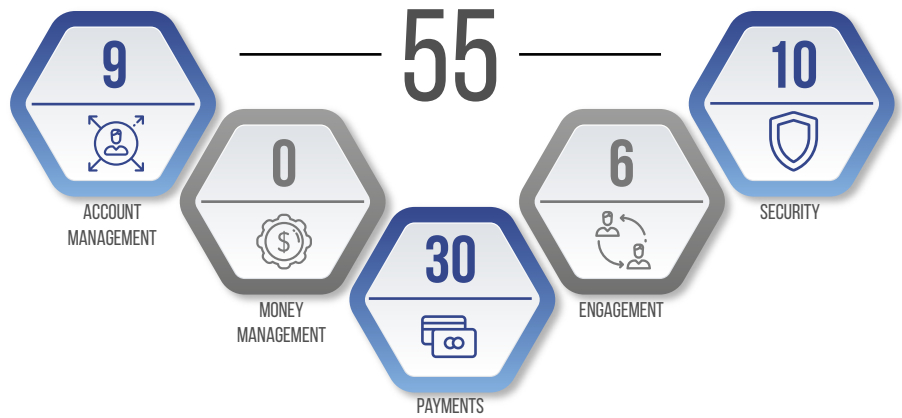 55
9
ACCOUNT
MANAGEMENT
0
$
MONEY
MANAGEMENT
30
PAYMENTS
6
ENGAGEMENT
10
SECURITY